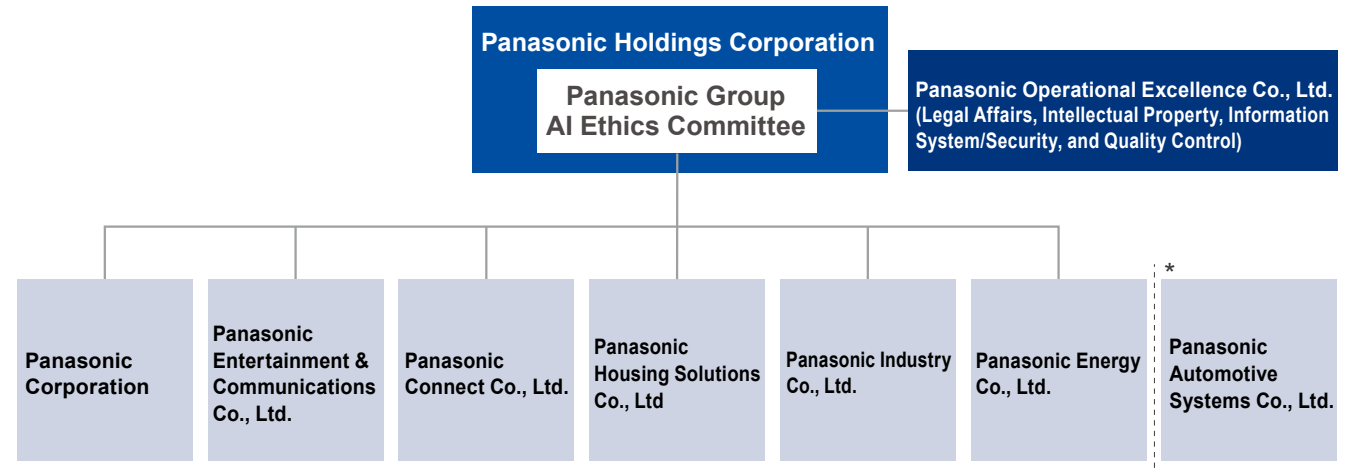 Panasonic Holdings Corporation
Panasonic Group
AI Ethics Committee
Panasonic Operational Excellence Co., Ltd.
(Legal Affairs, Intellectual Property, Information
System/Security, and Quality Control)
Panasonic
Corporation
Panasonic
Entertainment &
Communications
Co., Ltd.
Panasonic
Connect Co., Ltd.
Panasonic
Housing Solutions
Co., Ltd
Panasonic Industry
Co., Ltd.
Panasonic Energy
Co., Ltd.
*
Panasonic
Automotive
Systems Co., Ltd.